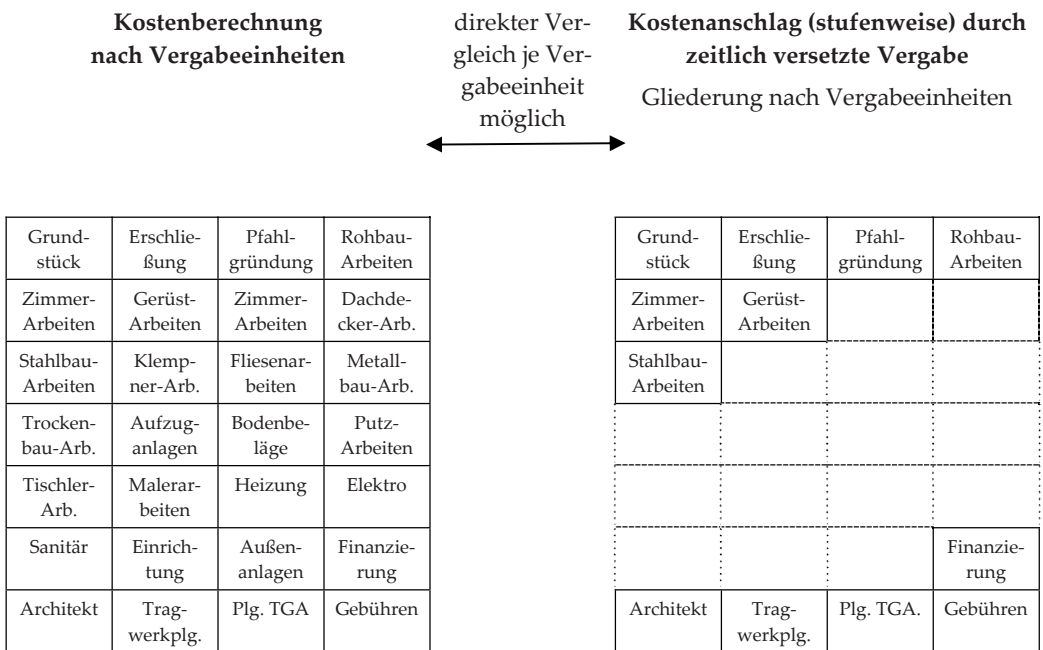 Kostenberechnung
nach Vergabeeinheiten
direkter Ver-
gleich je Ver-
gabeeinheit
möglich
Kostenanschlag (stufenweise) durch
zeitlich versetzte Vergabe
Gliederung nach Vergabeeinheiten
Grund-
stück
Erschlie-
ßung
Pfahl-
gründung
Rohbau-
Arbeiten
Zimmer-
Arbeiten
Gerüst-
Arbeiten
Zimmer-
Arbeiten
Dachde-
cker-Arb.
Stahlbau-
Arbeiten
Klemp-
ner-Arb.
Fliesenar-
beiten
Metall-
bau-Arb.
Trocken-
bau-Arb.
Aufzug-
anlagen
Bodenbe-
läge
Putz-
Arbeiten
Tischler-
Arb.
Malerar-
beiten
Heizung
Elektro
Sanitär
Einrich-
tung
Außen-
anlagen
Finanzie-
rung
Architekt
Trag-
werkplg.
Plg. TGA
Gebühren
Grund-
stück
Erschlie-
ßung
Pfahl-
gründung
Rohbau-
Arbeiten
Zimmer-
Arbeiten
Gerüst-
Arbeiten
Stahlbau-
Arbeiten
Finanzie-
rung
Architekt
Trag-
werkplg.
Plg. TGA.
Gebühren